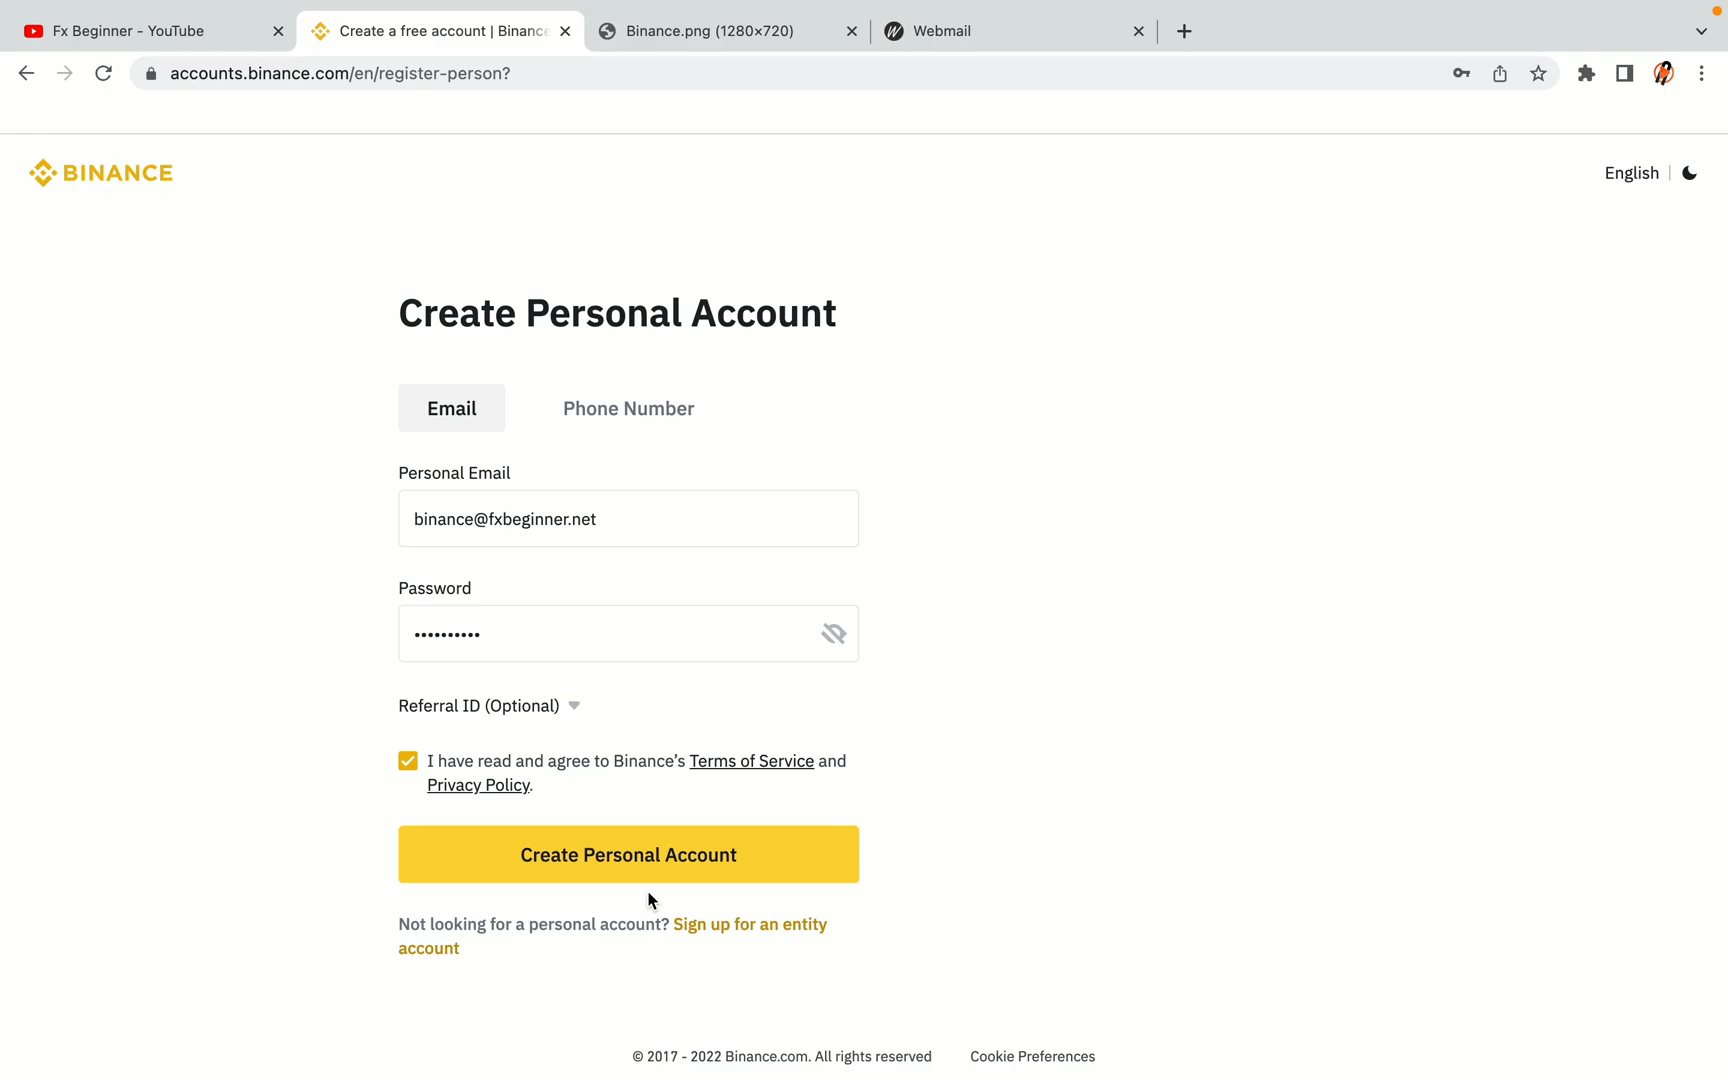 Fx Beginner - YouTube
Create a free account | Binance
Binance.png (1280×720)
Webmail
accounts.binance.com/en/register-person?
BINANCE
English
Create Personal Account
Email
Phone Number
Personal Email
binance@fxbeginner.net
Password
••••••••••
Referral ID (Optional)
I have read and agree to Binance's Terms of Service and
Privacy Policy.
Create Personal Account
Not looking for a personal account? Sign up for an entity
account
© 2017 - 2022 Binance.com. All rights reserved
Cookie Preferences